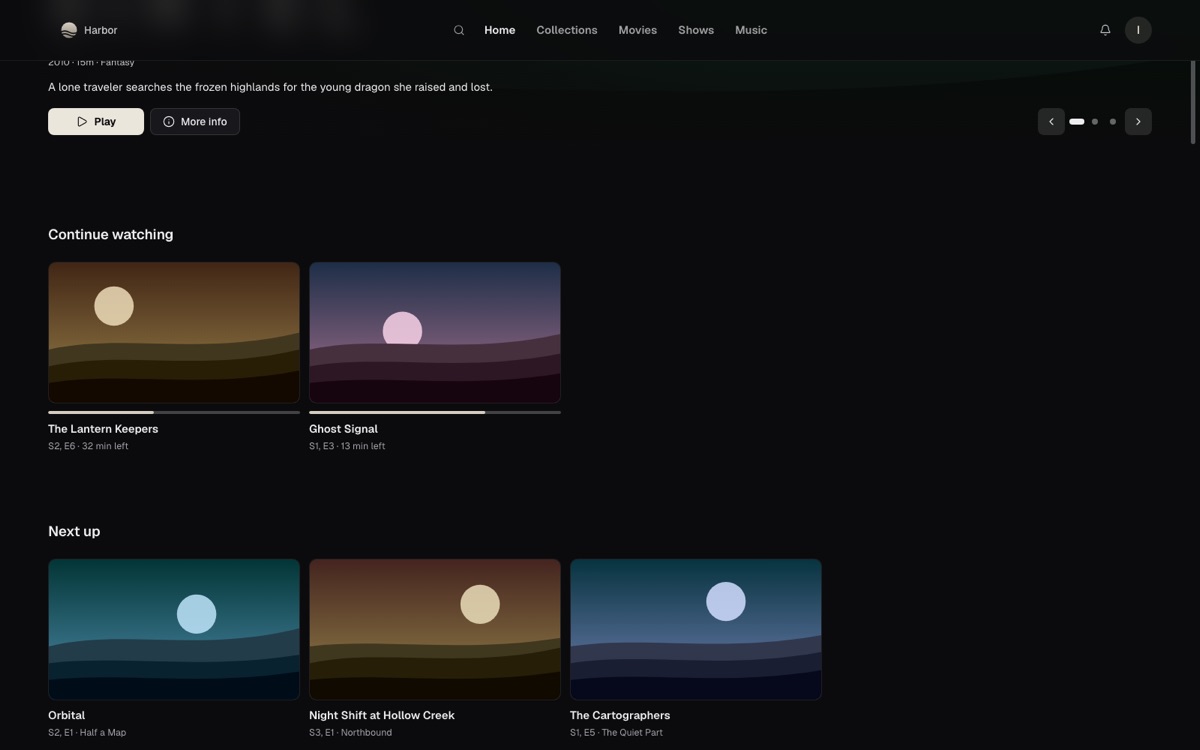 Harbor
Home
Collections
Movies
Shows
Music
I
2010 · 15m · Fantasy
A lone traveler searches the frozen highlands for the young dragon she raised and lost.
Play
More info
Continue watching
The Lantern Keepers
S2, E6 · 32 min left
Ghost Signal
S1, E3 · 13 min left
Next up
Orbital
S2, E1 · Half a Map
Night Shift at Hollow Creek
S3, E1 · Northbound
The Cartographers
S1, E5 · The Quiet Part